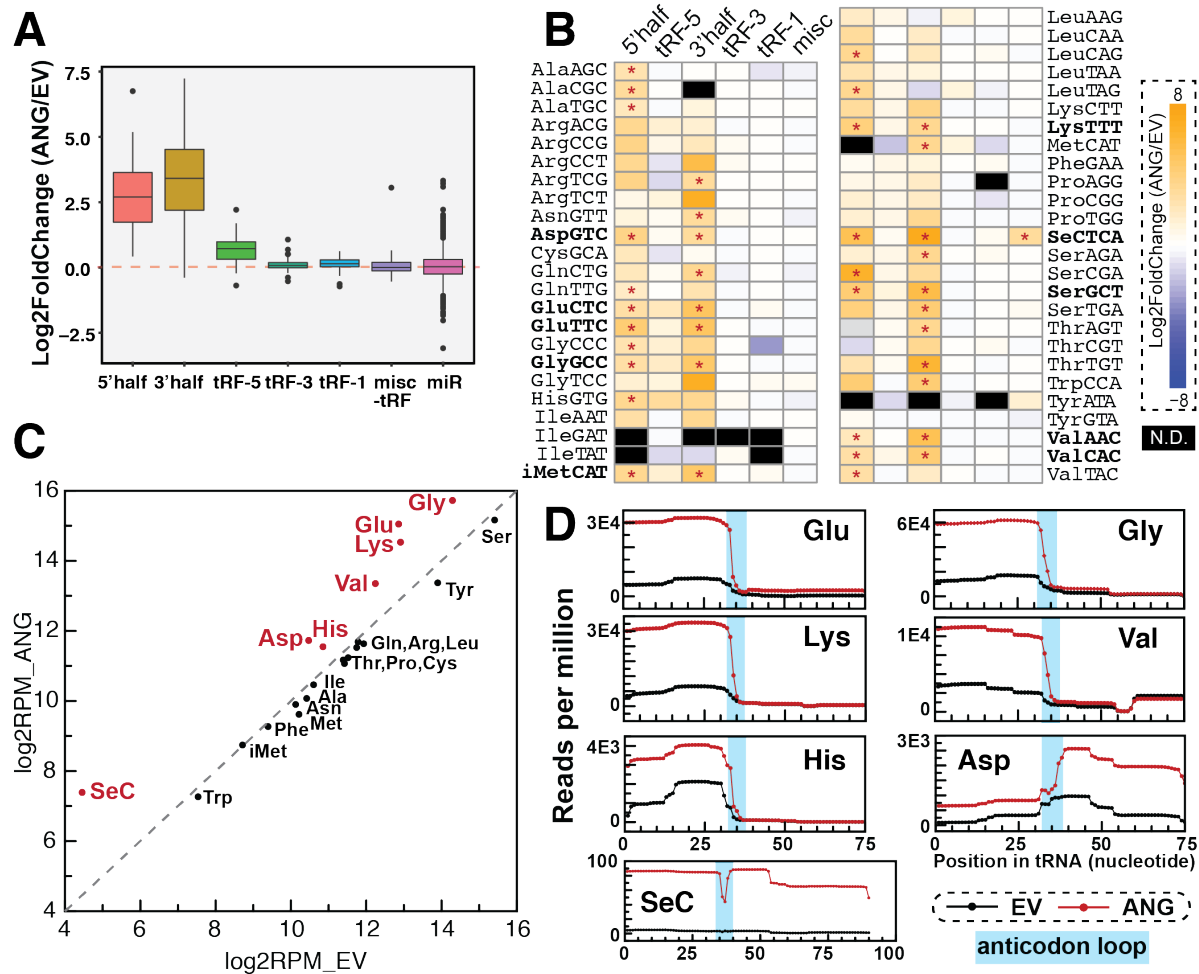 A
Log2FoldChange (ANG/EV)
7.5
5.0
2.5
0.0
−2.5
5'half
3'half
tRF-5
tRF-3
tRF-1
misc
-tRF
miR
B
5'half
tRF-5
3'half
tRF-3
tRF-1
misc
AlaAGC
AlaCGC
AlaTGC
ArgACG
ArgCCG
ArgCCT
ArgTCG
ArgTCT
AsnGTT
AspGTC
CysGCA
GlnCTG
GlnTTG
GluCTC
GluTTC
GlyCCC
GlyGCC
GlyTCC
HisGTG
IleAAT
IleGAT
IleTAT
iMetCAT
LeuAAG
LeuCAA
LeuCAG
LeuTAA
LeuTAG
LysCTT
LysTTT
MetCAT
PheGAA
ProAGG
ProCGG
ProTGG
SeCTCA
SerAGA
SerCGA
SerGCT
SerTGA
ThrAGT
ThrCGT
ThrTGT
TrpCCA
TyrATA
TyrGTA
ValAAC
ValCAC
ValTAC
8
Log2FoldChange (ANG/EV)
−8
N.D.
C
log2RPM_ANG
16
14
12
10
8
6
4
4
6
8
10
12
14
16
log2RPM_EV
Gly
Glu
Lys
Val
Asp
His
SeC
Ser
Tyr
Gln,Arg,Leu
Thr,Pro,Cys
Ile
Ala
Asn
Met
Phe
iMet
Trp
D
Reads per million
3E4
0
Glu
6E4
0
Gly
3E4
0
Lys
1E4
0
Val
4E3
0
His
0
25
50
75
3E3
0
Asp
0
25
50
75
Position in tRNA (nucleotide)
100
0
SeC
0
25
50
75
100
EV
ANG
anticodon loop